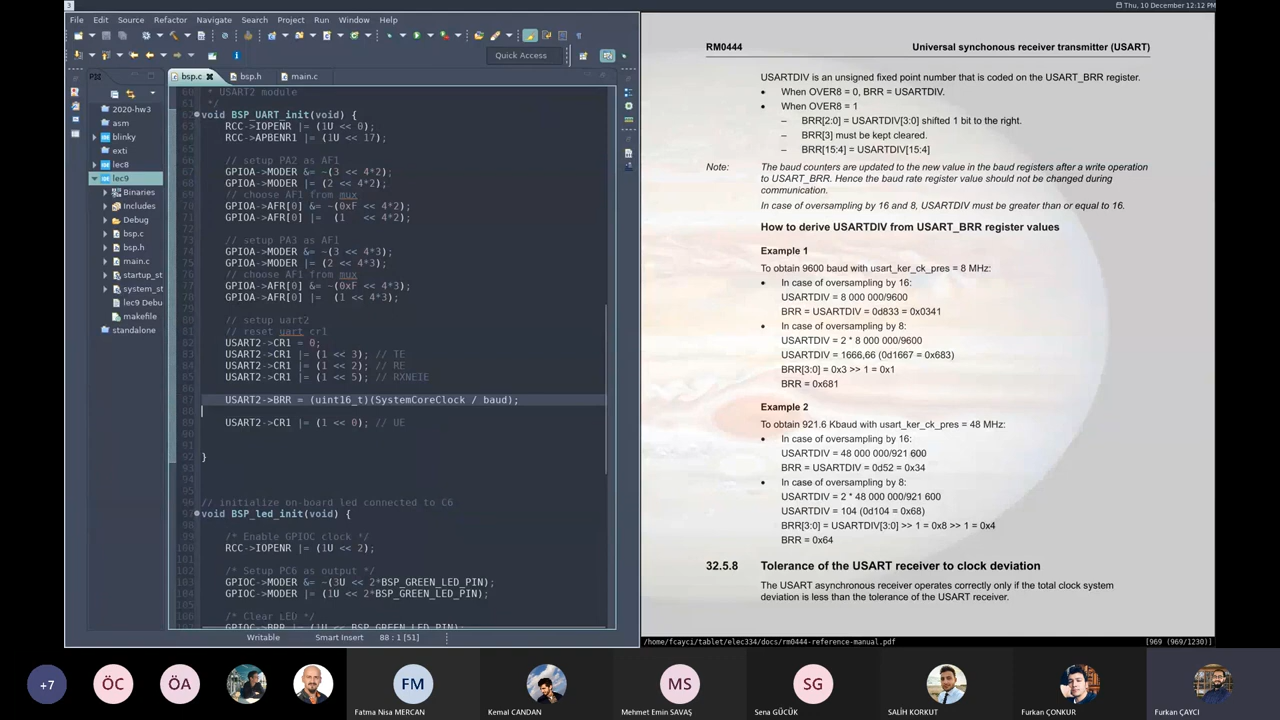 3
Thu, 10 December 12:12 PM
File Edit Source Refactor Navigate Search Project Run Window Help
Quick Access
bsp.c
bsp.h
main.c
2020-hw3
asm
blinky
exti
lec8
lec9
Binaries
Includes
Debug
bsp.c
bsp.h
main.c
startup_st
system_st
lec9 Debu
makefile
standalone
* USART2 module
*/
void BSP_UART_init(void) {
RCC->IOPENR |= (1U << 0);
RCC->APBENR1 |= (1U << 17);
// setup PA2 as AF1
GPIOA->MODER &= ~(3 << 4*2);
GPIOA->MODER |= (2 << 4*2);
// choose AF1 from mux
GPIOA->AFR[0] &= ~(0xF << 4*2);
GPIOA->AFR[0] |= (1 << 4*2);
// setup PA3 as AF1
GPIOA->MODER &= ~(3 << 4*3);
GPIOA->MODER |= (2 << 4*3);
// choose AF1 from mux
GPIOA->AFR[0] &= ~(0xF << 4*3);
GPIOA->AFR[0] |= (1 << 4*3);
// setup uart2
// reset uart cr1
USART2->CR1 = 0;
USART2->CR1 |= (1 << 3); // TE
USART2->CR1 |= (1 << 2); // RE
USART2->CR1 |= (1 << 5); // RXNEIE
USART2->BRR = (uint16_t)(SystemCoreClock / baud);
USART2->CR1 |= (1 << 0); // UE
}
// initialize on-board led connected to C6
void BSP_led_init(void) {
/* Enable GPIOC clock */
RCC->IOPENR |= (1U << 2);
/* Setup PC6 as output */
GPIOC->MODER &= ~(3U << 2*BSP_GREEN_LED_PIN);
GPIOC->MODER |= (1U << 2*BSP_GREEN_LED_PIN);
/* Clear LED */
Writable Smart Insert 88 : 1 [51]
RM0444 Universal synchonous receiver transmitter (USART)
USARTDIV is an unsigned fixed point number that is coded on the USART_BRR register.
• When OVER8 = 0, BRR = USARTDIV.
• When OVER8 = 1
– BRR[2:0] = USARTDIV[3:0] shifted 1 bit to the right.
– BRR[3] must be kept cleared.
– BRR[15:4] = USARTDIV[15:4]
Note: The baud counters are updated to the new value in the baud registers after a write operation
to USART_BRR. Hence the baud rate register value should not be changed during
communication.
In case of oversampling by 16 and 8, USARTDIV must be greater than or equal to 16.
How to derive USARTDIV from USART_BRR register values
Example 1
To obtain 9600 baud with usart_ker_ck_pres = 8 MHz:
• In case of oversampling by 16:
USARTDIV = 8 000 000/9600
BRR = USARTDIV = 0d833 = 0x0341
• In case of oversampling by 8:
USARTDIV = 2 * 8 000 000/9600
USARTDIV = 1666,66 (0d1667 = 0x683)
BRR[3:0] = 0x3 >> 1 = 0x1
BRR = 0x681
Example 2
To obtain 921.6 Kbaud with usart_ker_ck_pres = 48 MHz:
• In case of oversampling by 16:
USARTDIV = 48 000 000/921 600
BRR = USARTDIV = 0d52 = 0x34
• In case of oversampling by 8:
USARTDIV = 2 * 48 000 000/921 600
USARTDIV = 104 (0d104 = 0x68)
BRR[3:0] = USARTDIV[3:0] >> 1 = 0x8 >> 1 = 0x4
BRR = 0x64
32.5.8 Tolerance of the USART receiver to clock deviation
The USART asynchronous receiver operates correctly only if the total clock system
deviation is less than the tolerance of the USART receiver.
/home/fcayci/tablet/elec334/docs/rm0444-reference-manual.pdf [969 (969/1230)]
+7
ÖC
ÖA
FM
MS
SG
Fatma Nisa MERCAN
Kemal CANDAN
Mehmet Emin SAVAŞ
Sena GÜCÜK
SALİH KORKUT
Furkan ÇONKUR
Furkan ÇAYCI